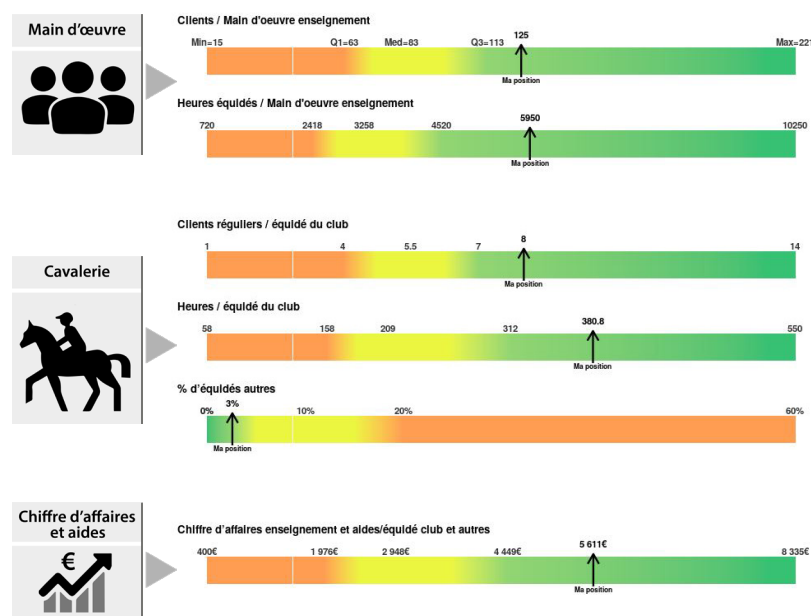 Main d'œuvre
Clients / Main d'oeuvre enseignement
Min=15 Q1=63 Med=83 Q3=113 125 Max=221
Ma position
Heures équidés / Main d'oeuvre enseignement
720 2418 3258 4520 5950 10250
Ma position
Cavalerie
Clients réguliers / équidé du club
1 4 5.5 7 8 14
Ma position
Heures / équidé du club
58 158 209 312 380.8 550
Ma position
% d'équidés autres
0% 3% 10% 20% 60%
Ma position
Chiffre d'affaires
et aides
€
Chiffre d'affaires enseignement et aides/équidé club et autres
400€ 1 976€ 2 948€ 4 449€ 5 611€ 8 335€
Ma position